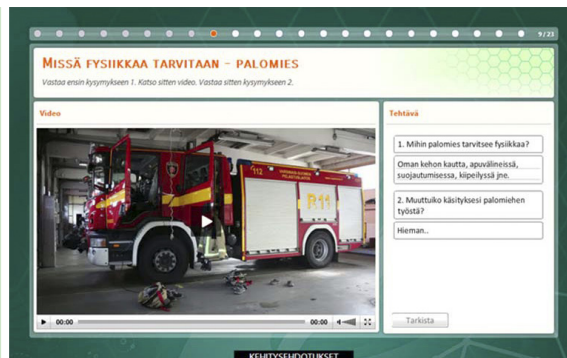 9/23
MISSÄ FYSIIKKAA TARVITAAN – PALOMIES
Vastaa ensin kysymykseen 1. Katso sitten video. Vastaa sitten kysymykseen 2.
Video
Tehtävä
112
R11
1. Mihin palomies tarvitsee fysiikkaa?
Oman kehon kautta, apuvälineissä,
suojautumisessa, kiipeilyssä jne.
2. Muuttuiko käsityksesi palomiehen
työstä?
Hieman..
00:00
00:00
Tarkista
KEHITYSEHDOTUKSET